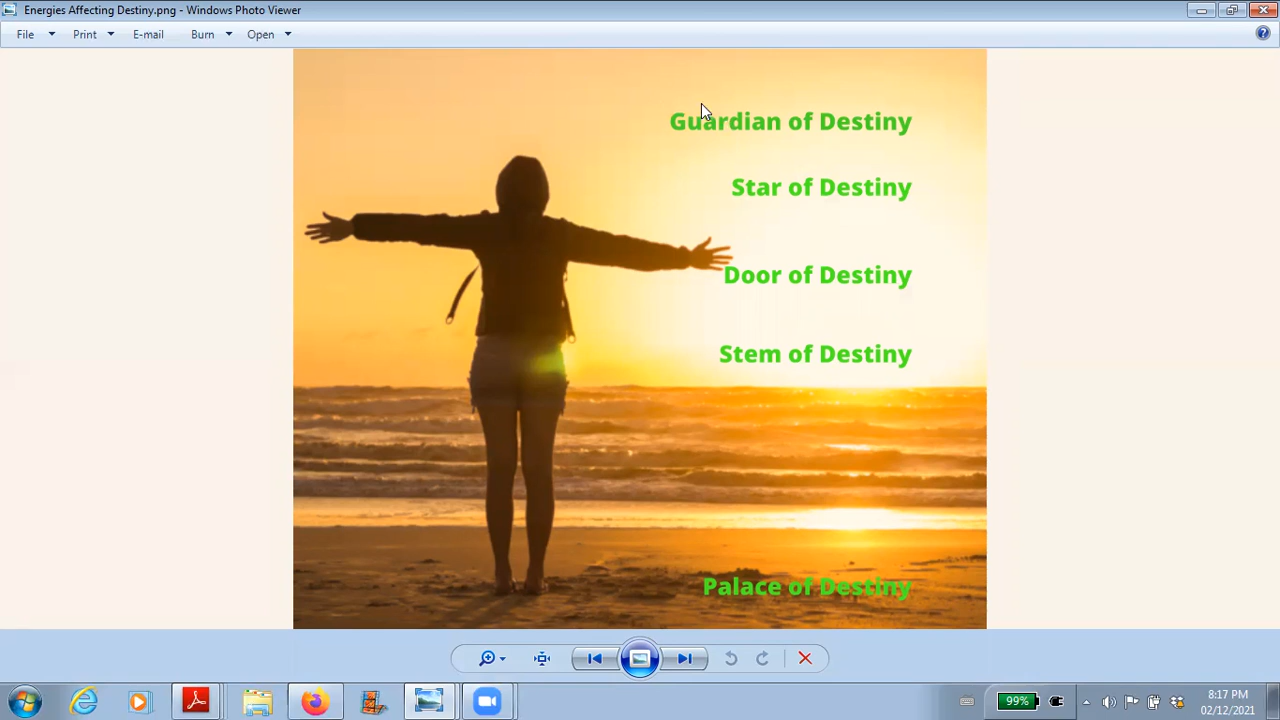 Energies Affecting Destiny.png - Windows Photo Viewer
File Print E-mail Burn Open
Guardian of Destiny
Star of Destiny
Door of Destiny
Stem of Destiny
Palace of Destiny
99%
8:17 PM
02/12/2021